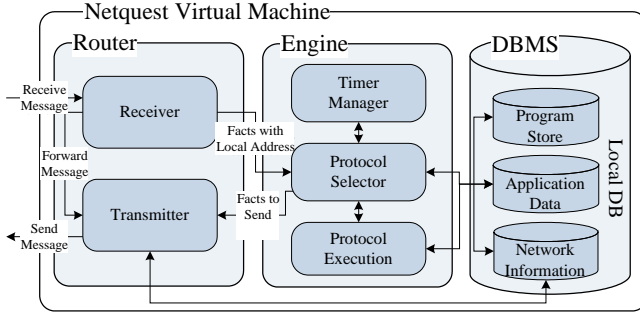 Netquest Virtual Machine
Router
Engine
DBMS
Receive
Message
Receiver
Forward
Message
Transmitter
Send
Message
Facts with
Local Address
Facts to
Send
Timer
Manager
Protocol
Selector
Protocol
Execution
Program
Store
Application
Data
Network
Information
Local DB